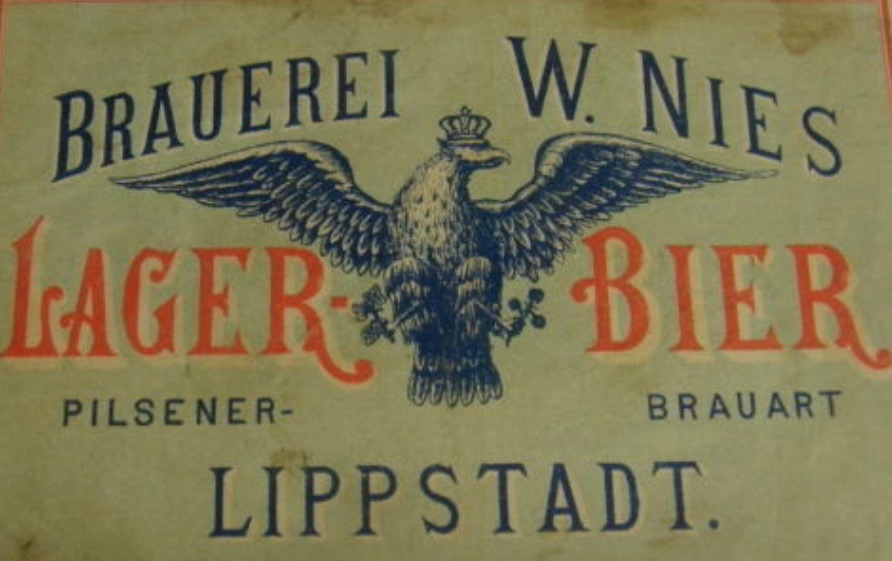 BRAUEREI W. NIES
LAGER- BIER
PILSENER- BRAUART
LIPPSTADT.